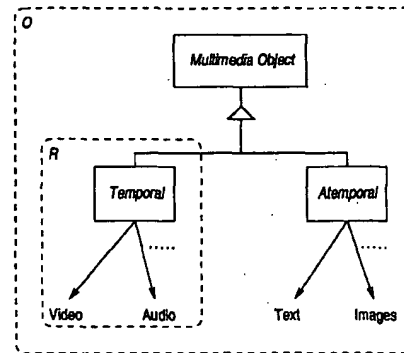 O
Multimedia Object
R
Temporal
Atemporal
......
......
Video
Audio
Text
Images